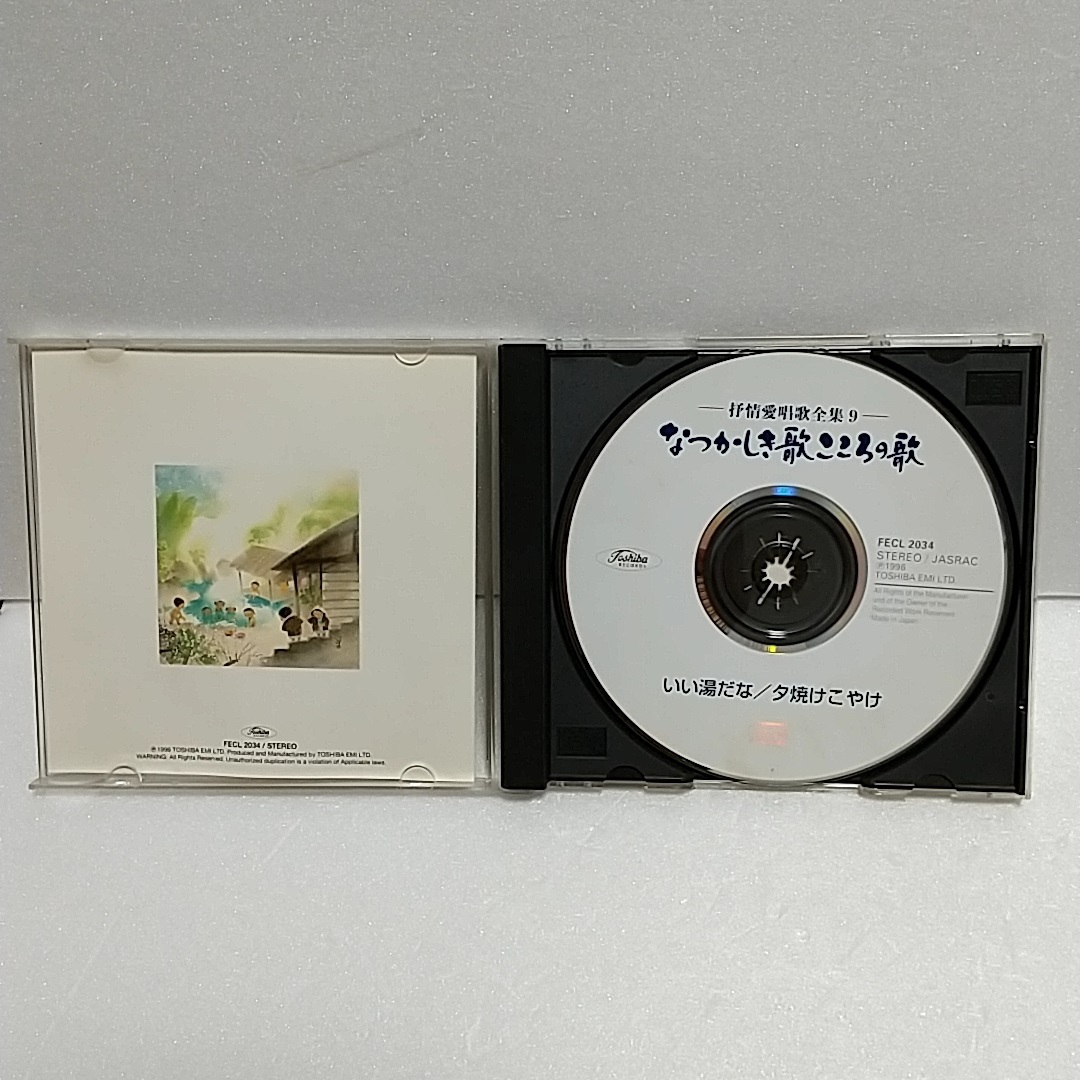 Toshiba
FECL 2034 / STEREO
℗1996 TOSHIBA EMI LTD. Produced and Manufactured by TOSHIBA EMI LTD.
WARNING: All Rights Reserved. Unauthorized duplication is a violation of Applicable laws.
抒情愛唱歌全集9
なつかしき歌こころの歌
Toshiba
FECL 2034
STEREO / JASRAC
℗1996
TOSHIBA EMI LTD.
All Rights of the Manufacturer
and of the Owner of the
Recorded Work Reserved
Made in Japan
いい湯だな／夕焼けこやけ